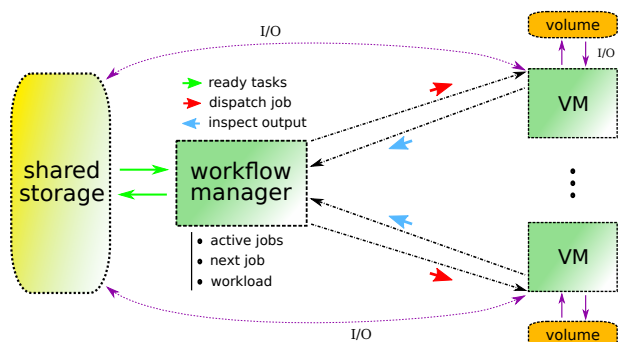 I/O
volume
I/O
ready tasks
dispatch job
inspect output
VM
shared
storage
workflow
manager
active jobs
next job
workload
VM
I/O
volume